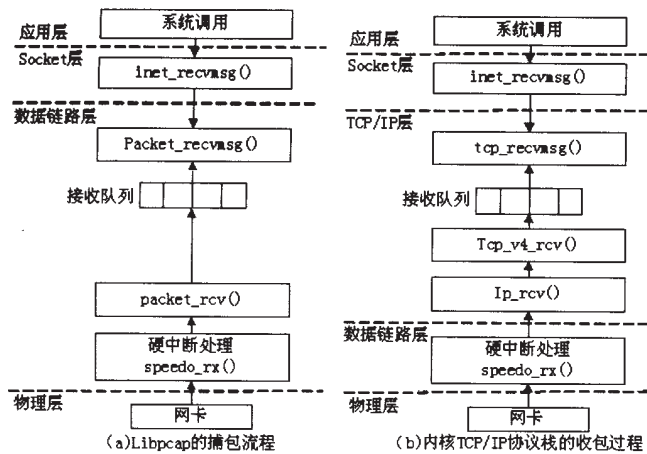 系统调用
应用层
Socket层
inet_recvmsg()
数据链路层
Packet_recvmsg()
接收队列
packet_rcv()
硬中断处理
speedo_rx()
物理层
网卡
(a)Libpcap的捕包流程
系统调用
应用层
Socket层
inet_recvmsg()
TCP/IP层
tcp_recvmsg()
接收队列
Tcp_v4_rcv()
Ip_rcv()
数据链路层
硬中断处理
speedo_rx()
物理层
网卡
(b)内核TCP/IP协议栈的收包过程